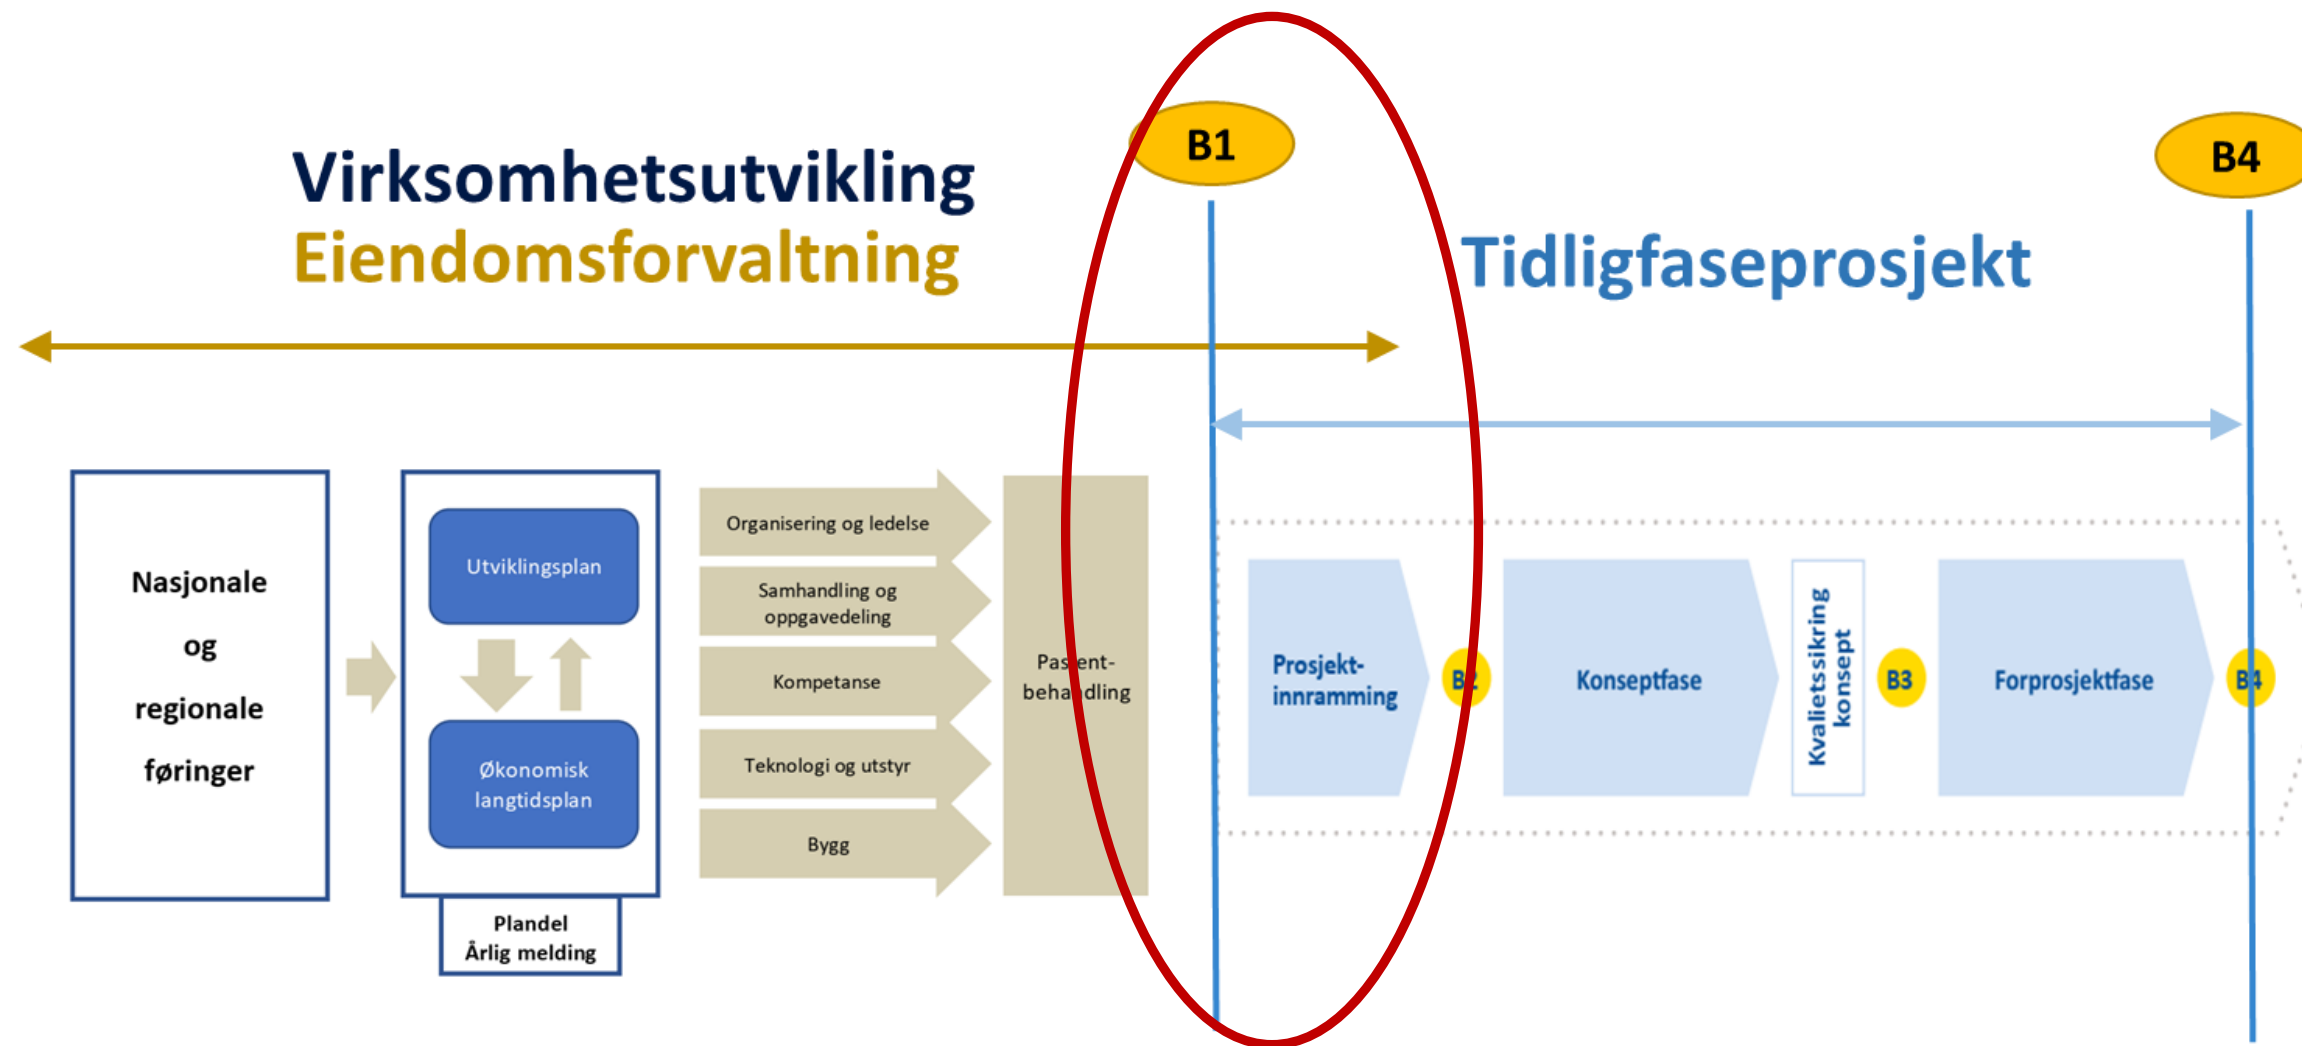 Virksomhetsutvikling
Eiendomsforvaltning
B1
Tidligfaseprosjekt
B4
Nasjonale
og
regionale
føringer
Utviklingsplan
Økonomisk
langtidsplan
Plandel
Årlig melding
Organisering og ledelse
Samhandling og
oppgavedeling
Kompetanse
Teknologi og utstyr
Bygg
Pasient-
behandling
Prosjekt-
innramming
B2
Konseptfase
Kvalietssikring
konsept
B3
Forprosjektfase
B4